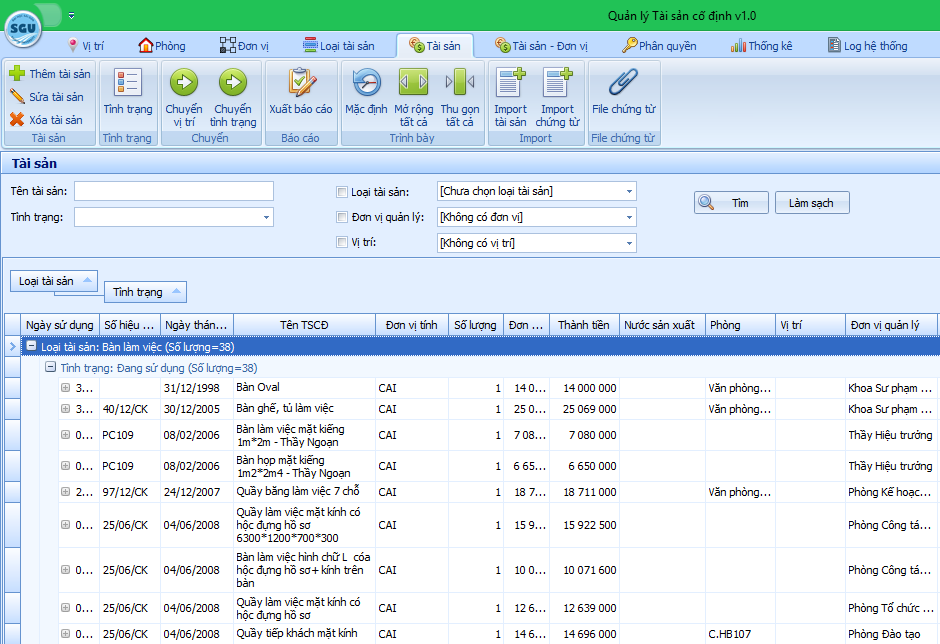 Quản lý Tài sản cố định v1.0
SGU
Vị trí Phòng Đơn vị Loại tài sản Tài sản Tài sản - Đơn vị Phân quyền Thống kê Log hệ thống
Thêm tài sản
Sửa tài sản
Xóa tài sản
Tài sản
Tình trạng
Tình trạng
Chuyển vị trí
Chuyển tình trạng
Chuyển
Xuất báo cáo
Báo cáo
Mặc định
Mở rộng tất cả
Thu gọn tất cả
Trình bày
Import tài sản
Import chứng từ
Import
File chứng từ
File chứng từ
Tài sản
Tên tài sản: Loại tài sản: [Chưa chọn loại tài sản] Tìm Làm sạch
Tình trạng: Đơn vị quản lý: [Không có đơn vị]
Vị trí: [Không có vị trí]
Loại tài sản
Tình trạng
Ngày sử dụng Số hiệu ... Ngày thán... Tên TSCĐ Đơn vị tính Số lượng Đơn ... Thành tiền Nước sản xuất Phòng Vị trí Đơn vị quản lý
Loại tài sản: Bàn làm việc (Số lượng=38)
Tình trạng: Đang sử dụng (Số lượng=38)
3... 31/12/1998 Bàn Oval CAI 1 14 0... 14 000 000 Văn phòng... Khoa Sư phạm ...
3... 40/12/CK 30/12/2005 Bàn ghế, tủ làm việc CAI 1 25 0... 25 069 000 Văn phòng... Khoa Sư phạm ...
0... PC109 08/02/2006 Bàn làm việc mặt kiếng 1m*2m - Thầy Ngoạn CAI 1 7 08... 7 080 000 Thầy Hiệu trưởng
0... PC109 08/02/2006 Bàn họp mặt kiếng 1m2*2m4 - Thầy Ngoạn CAI 1 6 65... 6 650 000 Thầy Hiệu trưởng
2... 97/12/CK 24/12/2007 Quầy băng làm việc 7 chỗ CAI 1 18 7... 18 711 000 Văn phòng... Phòng Kế hoạc...
0... 25/06/CK 04/06/2008 Quầy làm việc mặt kính có hộc đựng hồ sơ 6300*1200*700*300 CAI 1 15 9... 15 922 500 Phòng Công tá...
0... 25/06/CK 04/06/2008 Bàn làm việc hình chữ L cóa hộc đựng hồ sơ+ kính trên bàn CAI 1 10 0... 10 071 600 Phòng Công tá...
0... 25/06/CK 04/06/2008 Quầy làm việc mặt kính có hộc đựng hồ sơ CAI 1 12 6... 12 639 000 Phòng Tổ chức ...
0... 25/06/CK 04/06/2008 Quầy tiếp khách mặt kính CAI 1 14 6... 14 696 000 C.HB107 Phòng Đào tạo